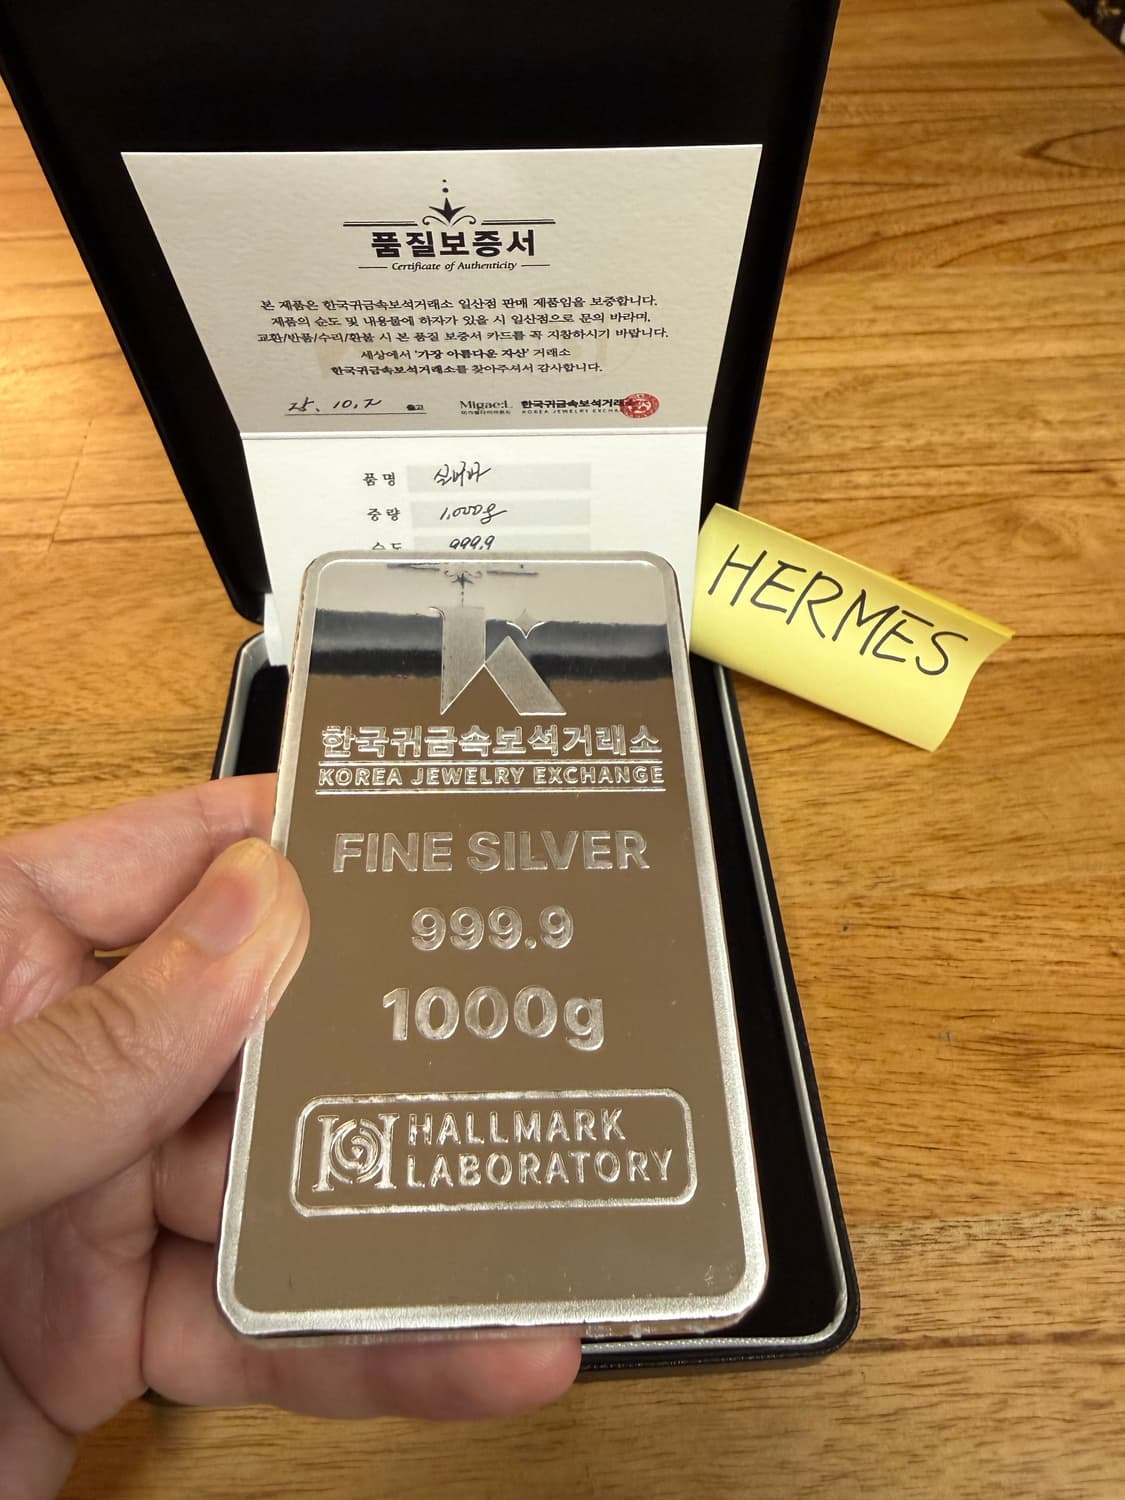 품질보증서
Certificate of Authenticity
본 제품은 한국귀금속보석거래소 일산점 판매 제품임을 보증합니다.
제품의 순도 및 내용물에 하자가 있을 시 일산점으로 문의 바라며,
교환/반품/수리/환불 시 본 품질 보증서 카드를 꼭 지참하시기 바랍니다.
세상에서 '가장 아름다운 자산' 거래소
한국귀금속보석거래소를 찾아주셔서 감사합니다.
25. 10. 2 출고 Migae:L 한국귀금속보석거래소
KOREA JEWELRY EXCHA
품명 실버바
중량 1,000g
순도 999.9
HERMES
한국귀금속보석거래소
KOREA JEWELRY EXCHANGE
FINE SILVER
999.9
1000g
HALLMARK
LABORATORY